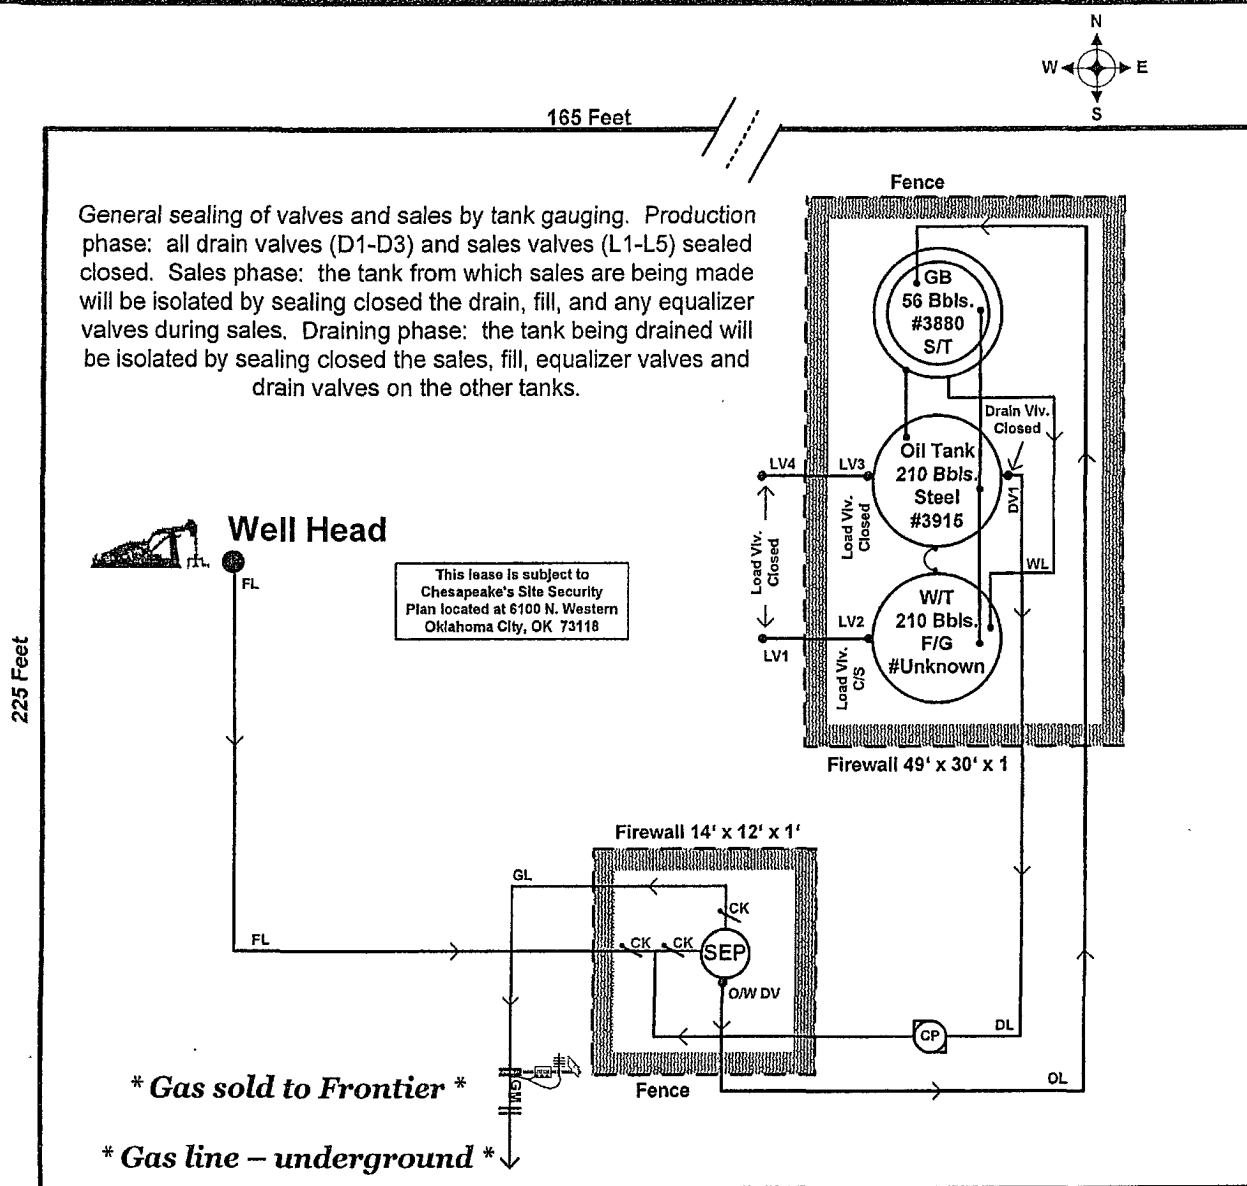 N
W E
S
165 Feet
Fence
General sealing of valves and sales by tank gauging. Production
phase: all drain valves (D1-D3) and sales valves (L1-L5) sealed
closed. Sales phase: the tank from which sales are being made
will be isolated by sealing closed the drain, fill, and any equalizer
valves during sales. Draining phase: the tank being drained will
be isolated by sealing closed the sales, fill, equalizer valves and
drain valves on the other tanks.
GB
56 Bbls.
#3880
S/T
Drain Vlv.
Closed
Oil Tank
210 Bbls.
Steel
#3915
LV4
LV3
DV1
Load Vlv.
Closed
Load Vlv.
Closed
WL
W/T
210 Bbls.
F/G
#Unknown
LV2
LV1
Load Vlv.
C/S
Well Head
FL
This lease is subject to
Chesapeake's Site Security
Plan located at 6100 N. Western
Oklahoma City, OK 73118
225 Feet
Firewall 49' x 30' x 1
Firewall 14' x 12' x 1'
GL
CK
FL
CK
CK
SEP
O/W DV
CP
DL
OL
Fence
GM
* Gas sold to Frontier *
* Gas line – underground *